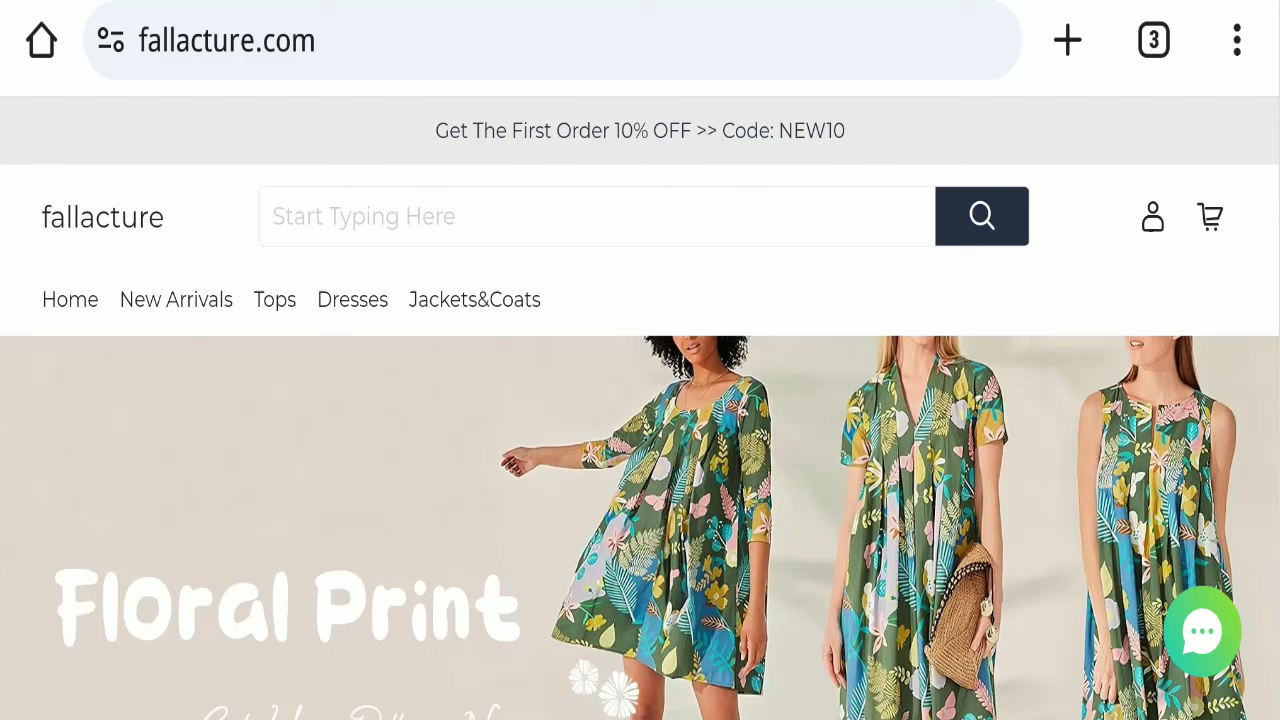 fallacture.com
3
Get The First Order 10% OFF >> Code: NEW10
fallacture
Start Typing Here
Home New Arrivals Tops Dresses Jackets&Coats
Floral Print